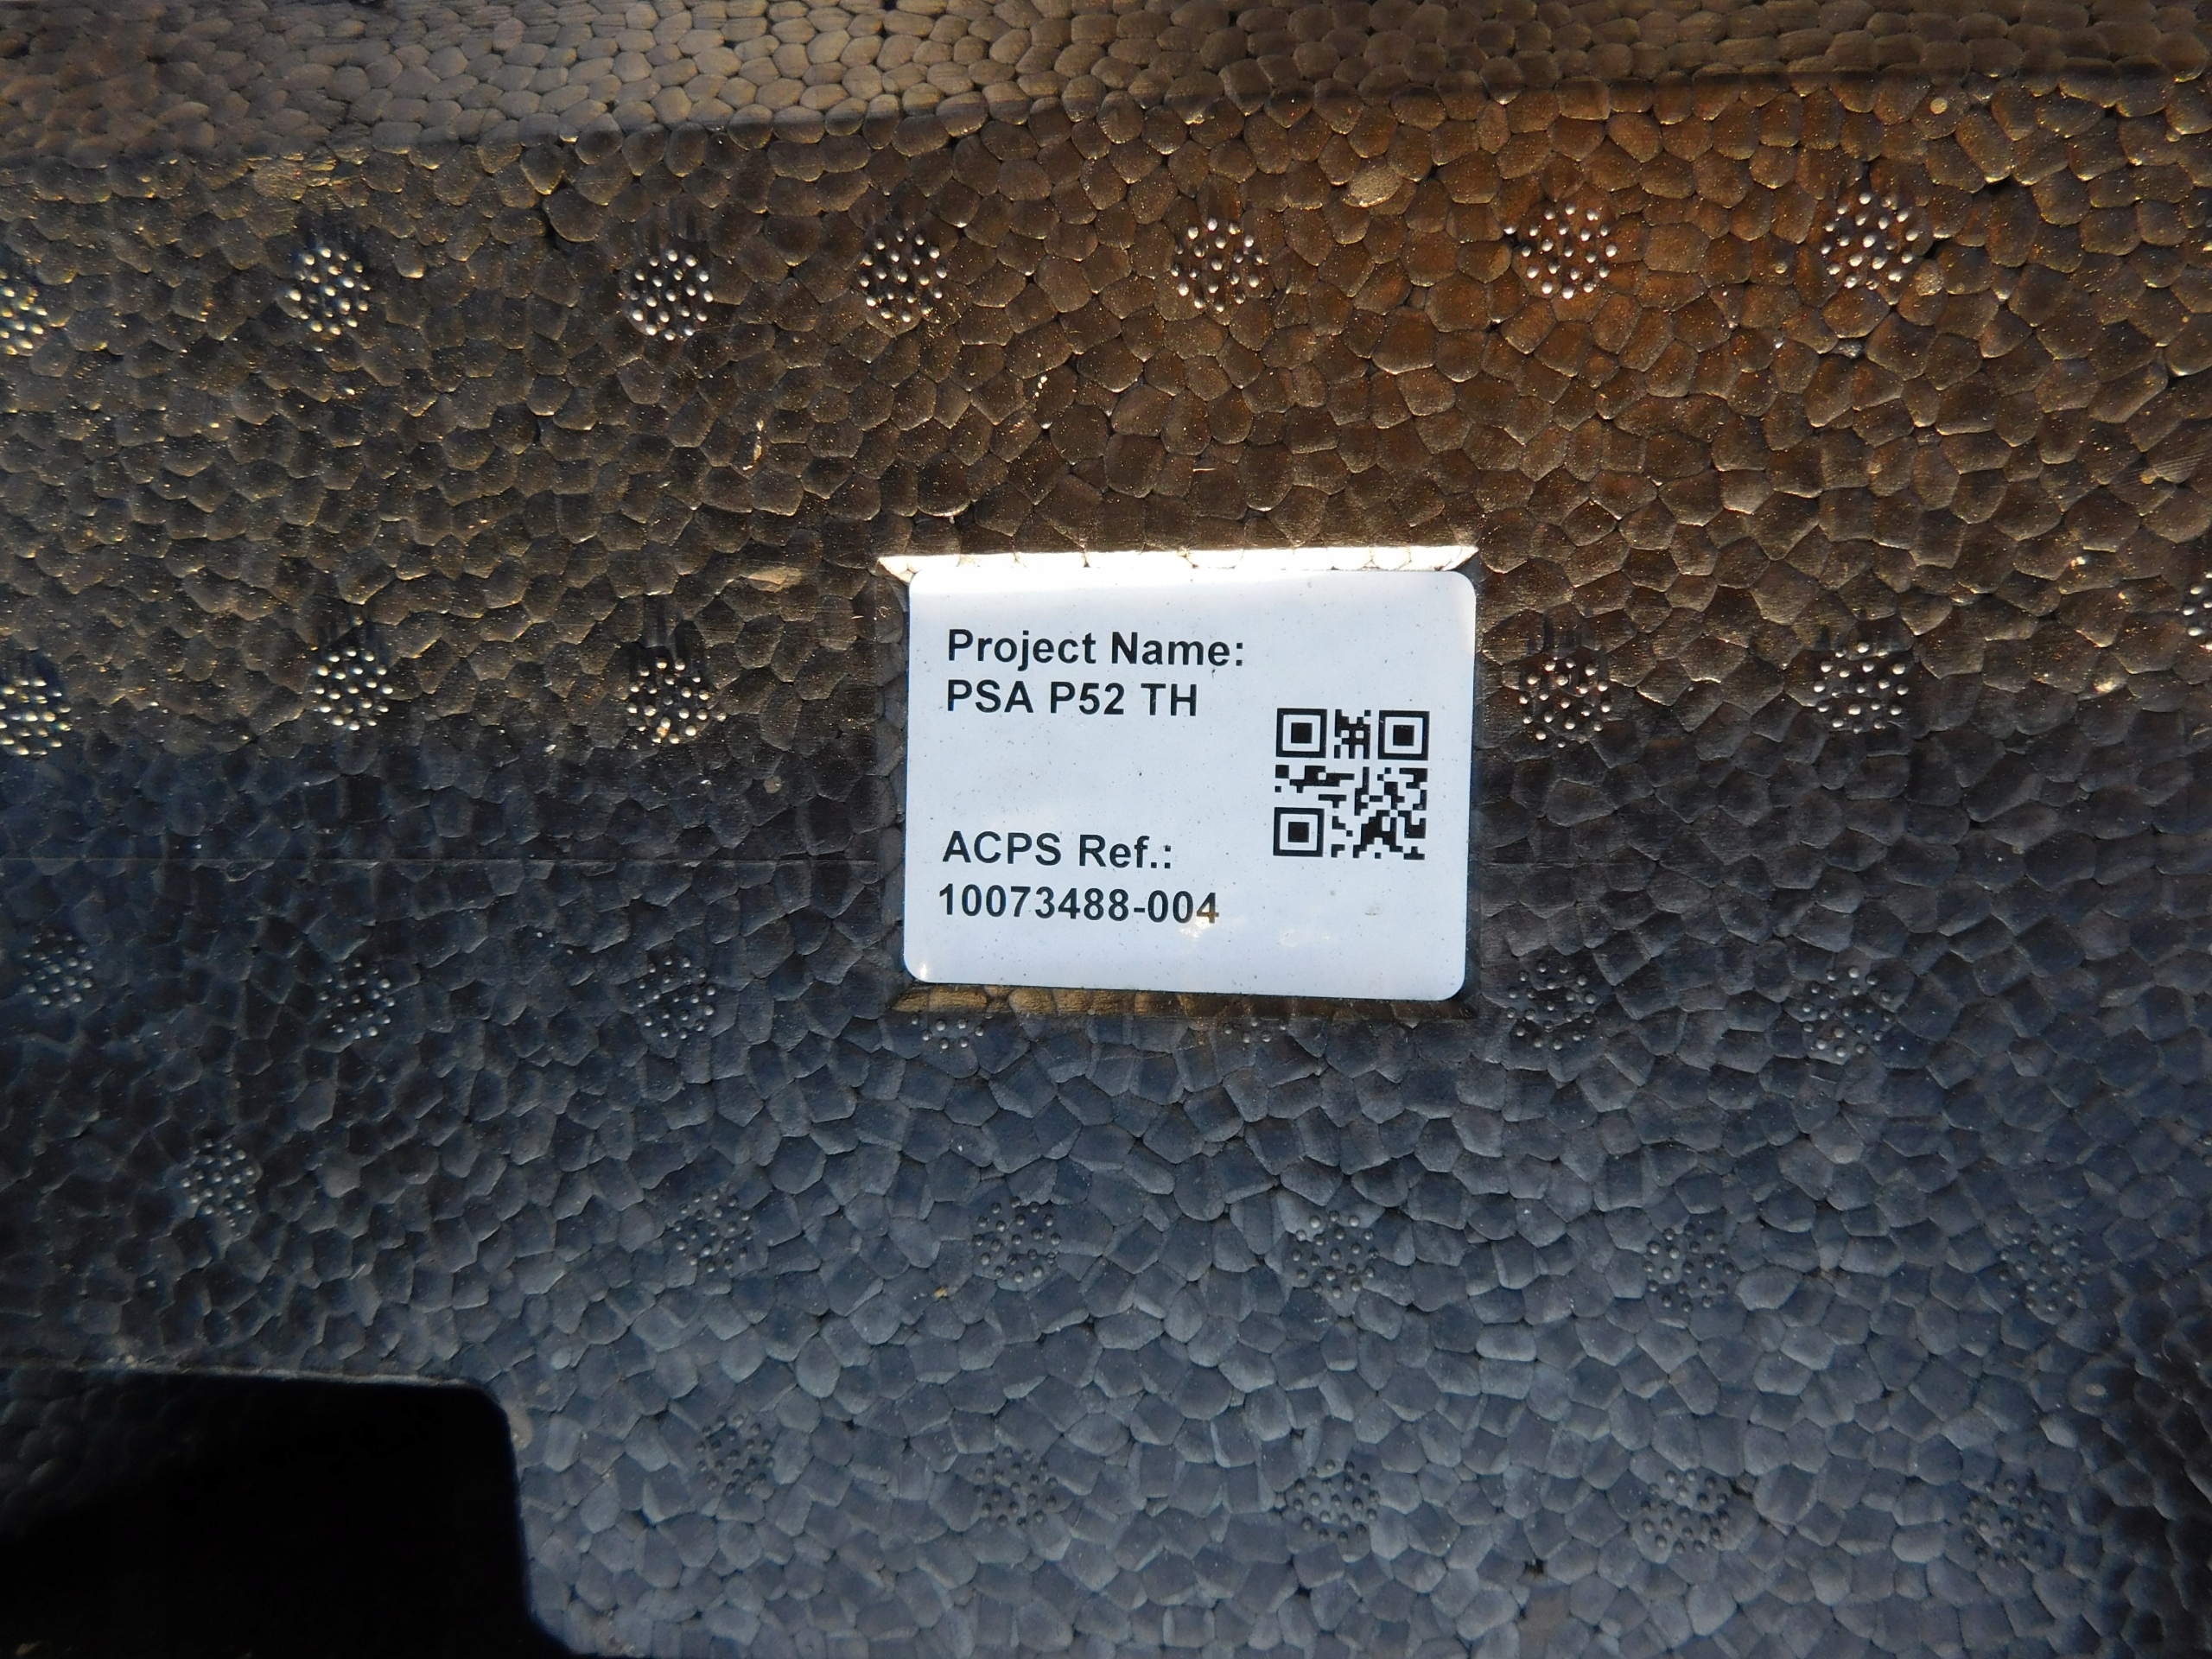 Project Name:
PSA P52 TH
ACPS Ref.:
10073488-004